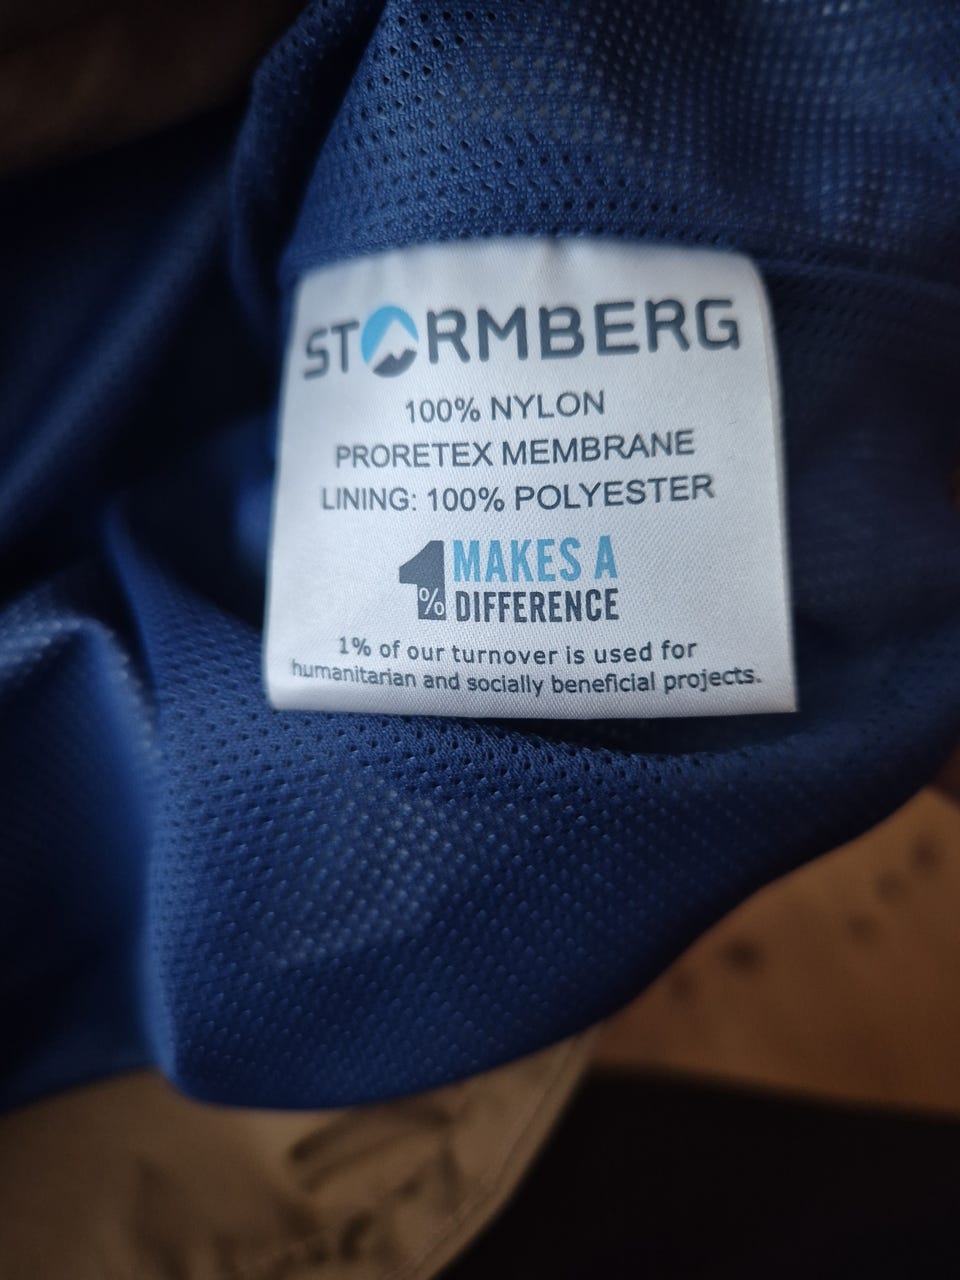 STORMBERG
100% NYLON
PRORETEX MEMBRANE
LINING: 100% POLYESTER
1% MAKES A
DIFFERENCE
1% of our turnover is used for
humanitarian and socially beneficial projects.